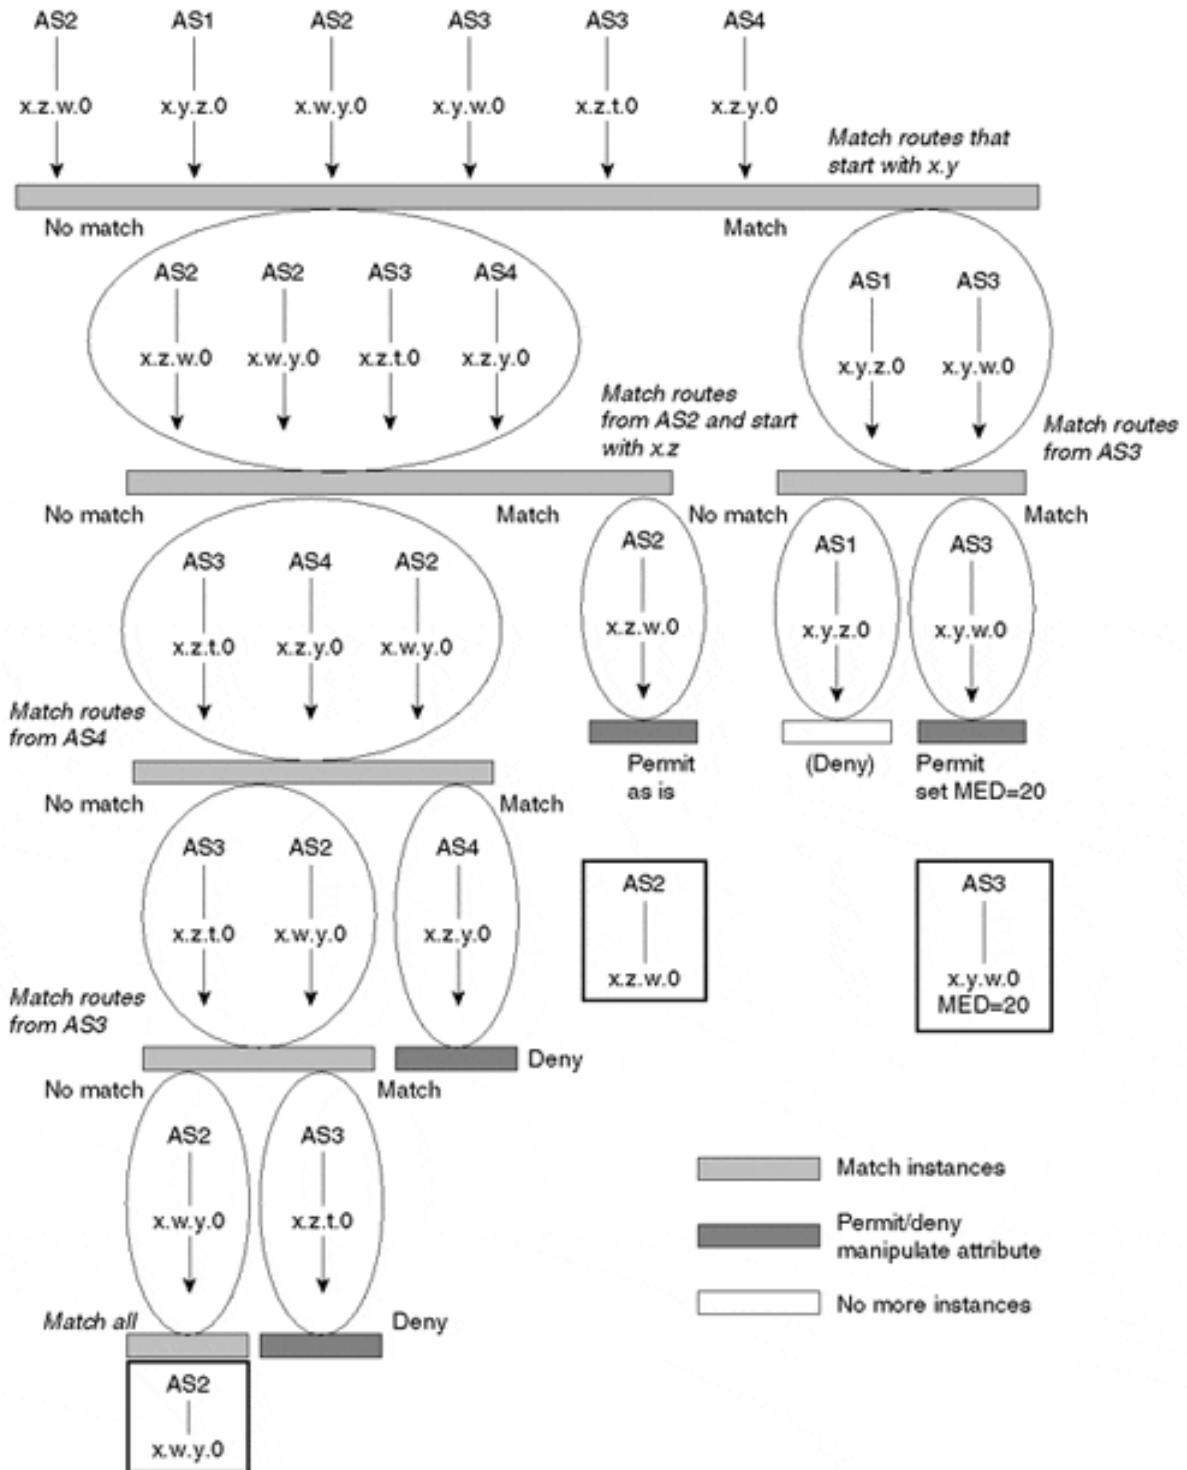 AS2 AS1 AS2 AS3 AS3 AS4
x.z.w.0 x.y.z.0 x.w.y.0 x.y.w.0 x.z.t.0 x.z.y.0
Match routes that
start with x.y
No match Match
AS2 AS2 AS3 AS4
AS1 AS3
x.z.w.0 x.w.y.0 x.z.t.0 x.z.y.0
x.y.z.0 x.y.w.0
Match routes
from AS2 and start
with x.z
Match routes
from AS3
No match Match No match Match
AS3 AS4 AS2
AS2 AS1 AS3
x.z.t.0 x.z.y.0 x.w.y.0
x.z.w.0 x.y.z.0 x.y.w.0
Match routes
from AS4
Permit
as is
(Deny)
Permit
set MED=20
No match Match
AS3 AS2 AS4
x.z.t.0 x.w.y.0 x.z.y.0
AS2
x.z.w.0
AS3
x.y.w.0
MED=20
Match routes
from AS3
Deny
No match Match
AS2 AS3
x.w.y.0 x.z.t.0
Match instances
Permit/deny
manipulate attribute
No more instances
Match all
Deny
AS2
x.w.y.0